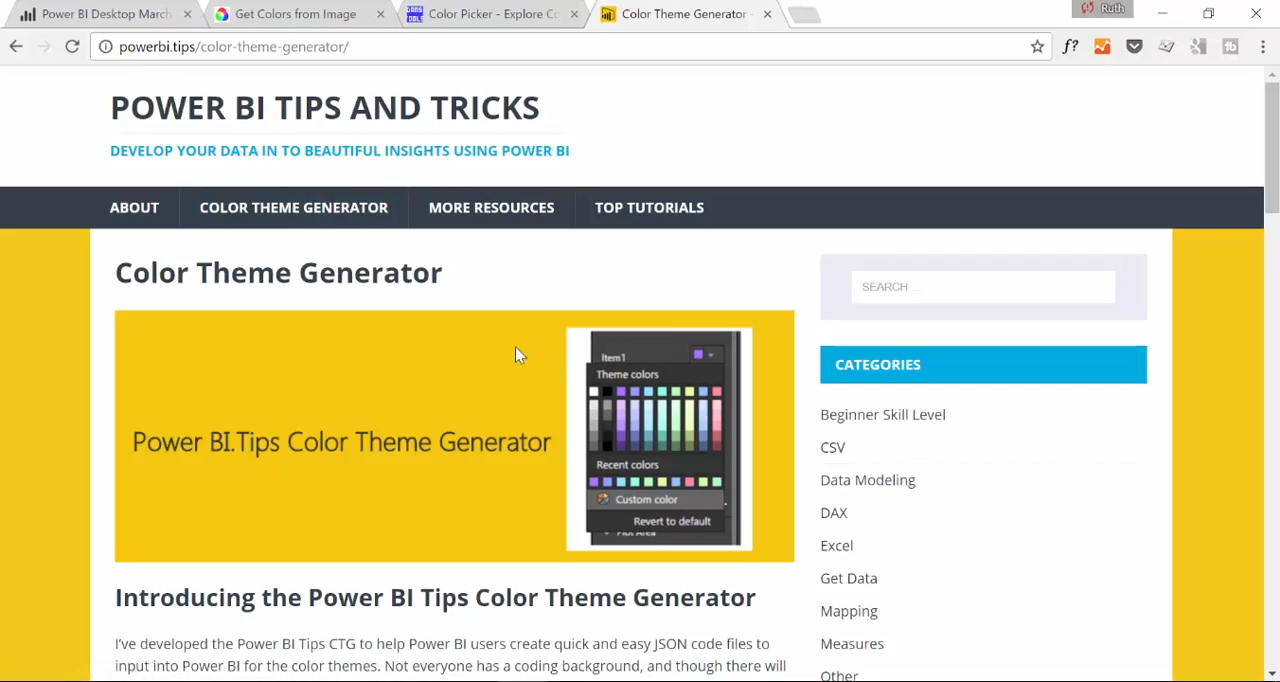 Power BI Desktop March
Get Colors from Image
Color Picker - Explore Co
Color Theme Generator -
Ruth
powerbi.tips/color-theme-generator/
f?
POWER BI TIPS AND TRICKS
DEVELOP YOUR DATA IN TO BEAUTIFUL INSIGHTS USING POWER BI
ABOUT
COLOR THEME GENERATOR
MORE RESOURCES
TOP TUTORIALS
Color Theme Generator
SEARCH …
Item1
Theme colors
Power BI.Tips Color Theme Generator
Recent colors
Custom color
Revert to default
Plot Area
CATEGORIES
Beginner Skill Level
CSV
Data Modeling
DAX
Excel
Get Data
Mapping
Measures
Other
Introducing the Power BI Tips Color Theme Generator
I've developed the Power BI Tips CTG to help Power BI users create quick and easy JSON code files to
input into Power BI for the color themes. Not everyone has a coding background, and though there will